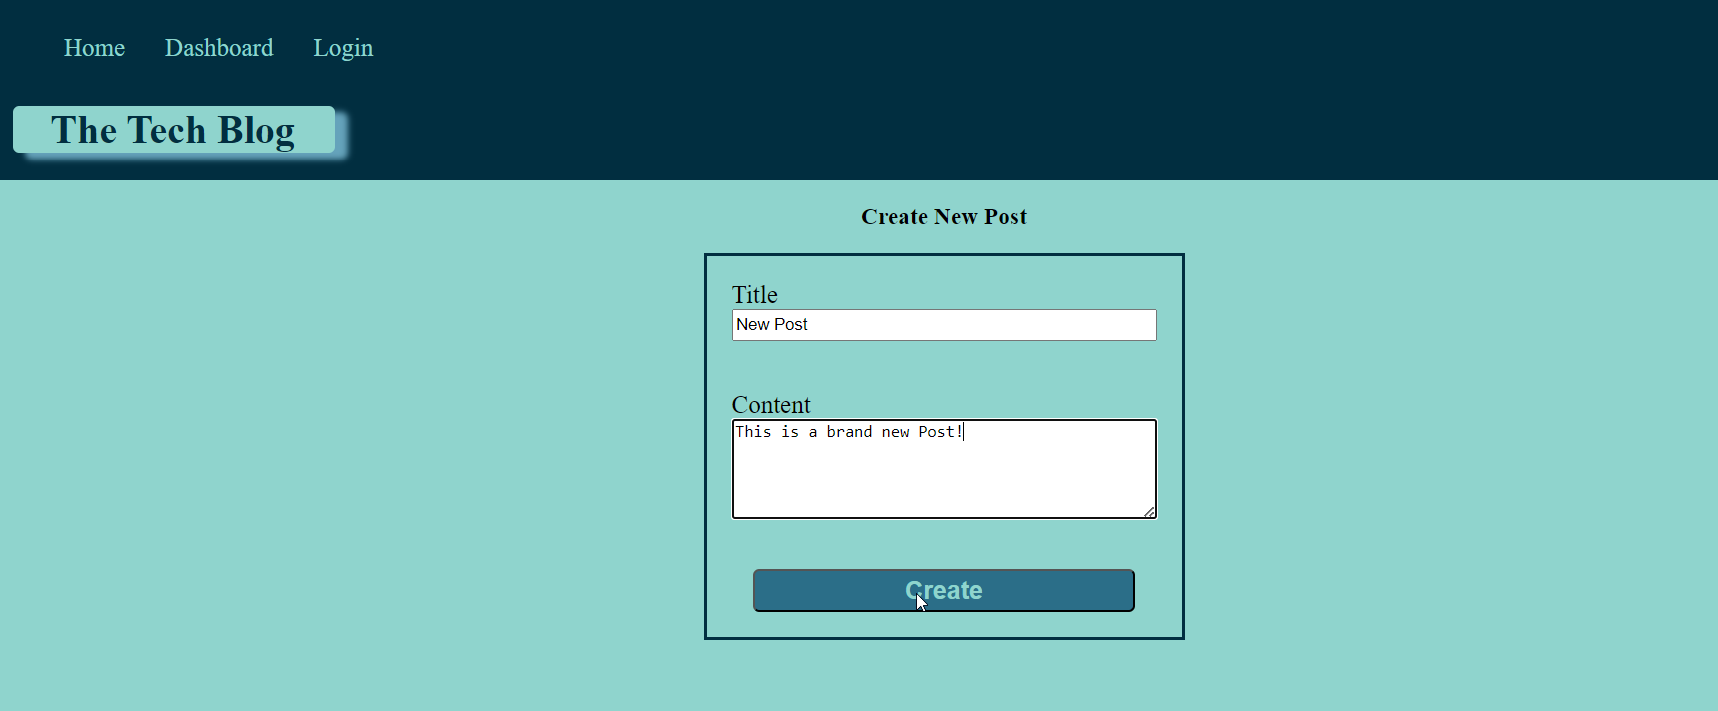 Home Dashboard Login
The Tech Blog
Create New Post
Title
New Post
Content
This is a brand new Post!
Create